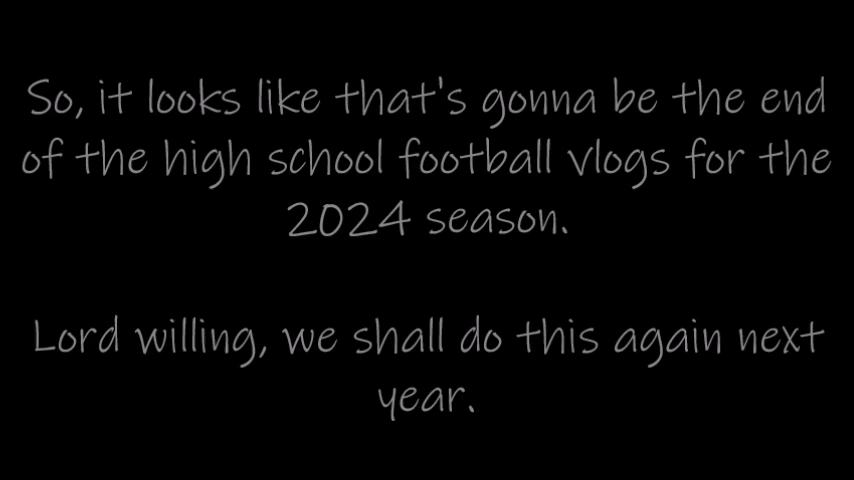 So, it looks like that's gonna be the end
of the high school football vlogs for the
2024 season.
Lord willing, we shall do this again next
year.